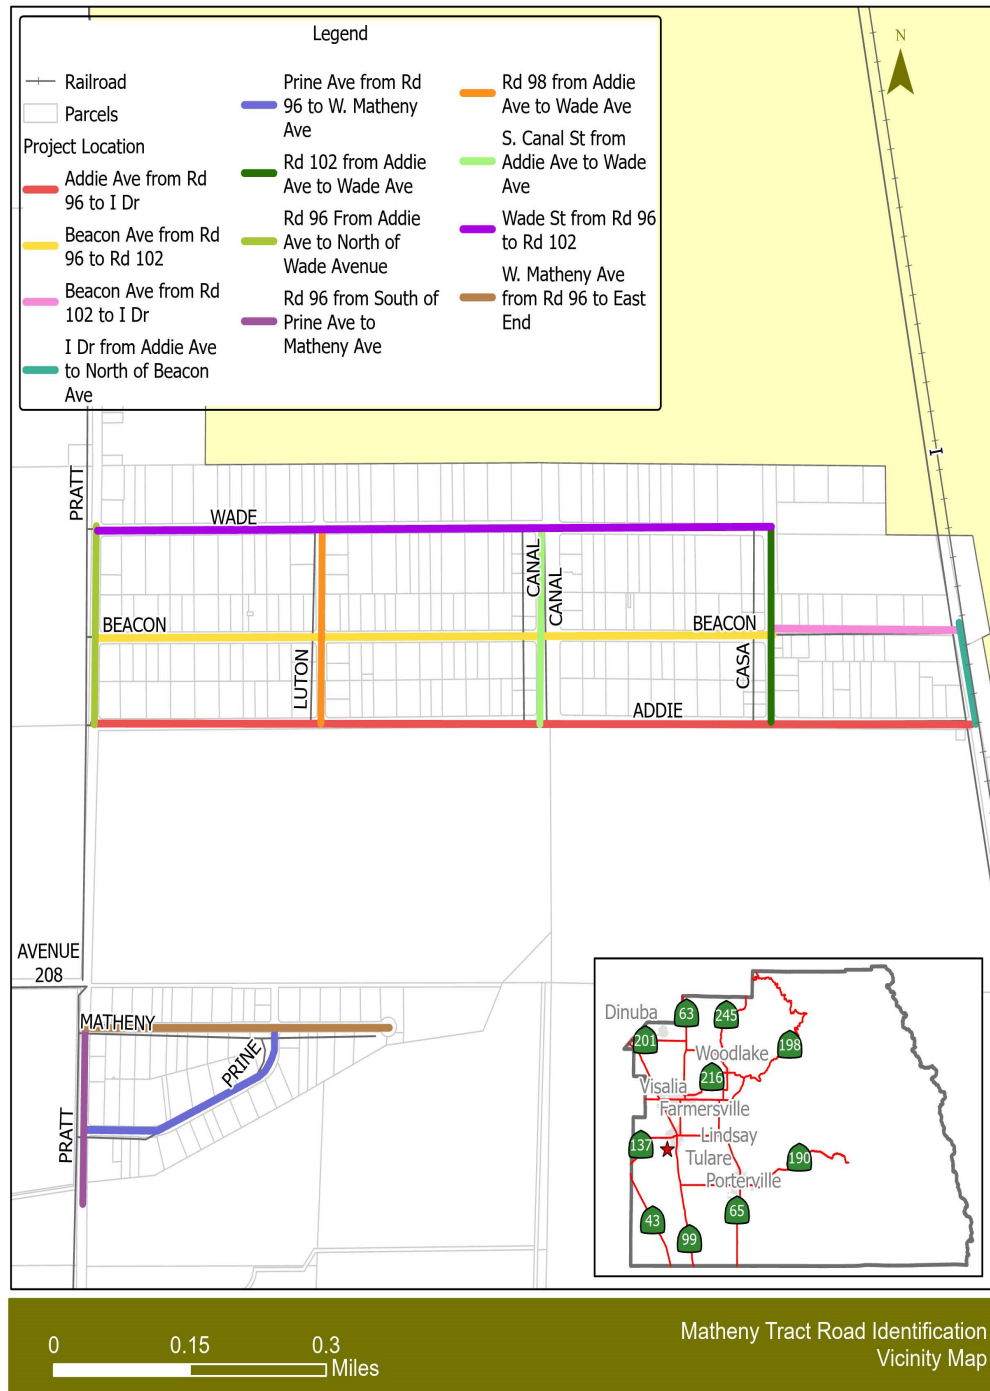 Legend
Railroad
Parcels
Project Location
Addie Ave from Rd
96 to I Dr
Beacon Ave from Rd
96 to Rd 102
Beacon Ave from Rd
102 to I Dr
I Dr from Addie Ave
to North of Beacon
Ave
Prine Ave from Rd
96 to W. Matheny
Ave
Rd 102 from Addie
Ave to Wade Ave
Rd 96 From Addie
Ave to North of
Wade Avenue
Rd 96 from South of
Prine Ave to
Matheny Ave
Rd 98 from Addie
Ave to Wade Ave
S. Canal St from
Addie Ave to Wade
Ave
Wade St from Rd 96
to Rd 102
W. Matheny Ave
from Rd 96 to East
End
N
I
PRATT
WADE
CANAL
CANAL
BEACON
BEACON
LUTON
CASA
ADDIE
AVENUE
208
MATHENY
PRINE
PRATT
Dinuba
63
245
201
198
Woodlake
216
Visalia
Farmersville
Lindsay
137
Tulare
190
Porterville
43
65
99
0
0.15
0.3
Miles
Matheny Tract Road Identification
Vicinity Map